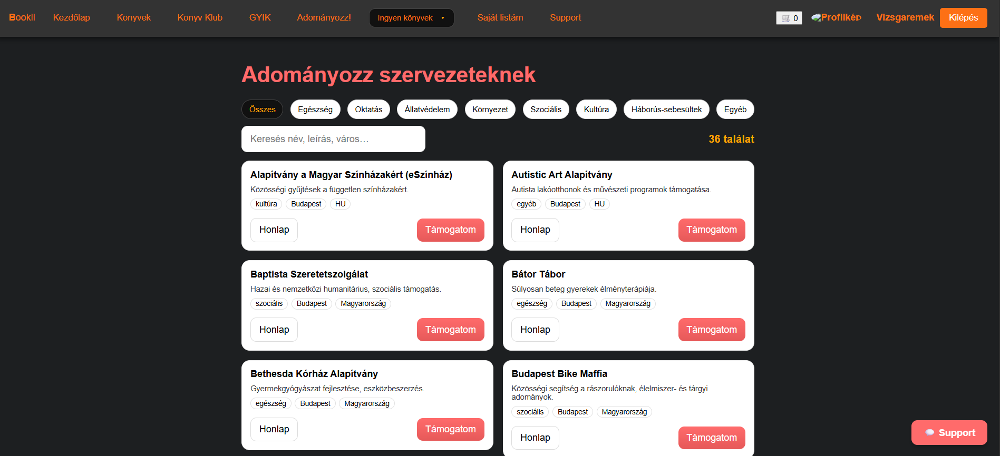 Bookli Kezdőlap Könyvek Könyv Klub GYIK Adományozz! Ingyen könyvek Saját listám Support 0 Profilkép Vizsgaremek Kilépés
Adományozz szervezeteknek
Összes Egészség Oktatás Állatvédelem Környezet Szociális Kultúra Háborús-sebesültek Egyéb
Keresés név, leírás, város… 36 találat
Alapítvány a Magyar Színházakért (eSzínház)
Közösségi gyűjtések a független színházakért.
kultúra Budapest HU
Honlap Támogatom
Autistic Art Alapítvány
Autista lakóotthonok és művészeti programok támogatása.
egyéb Budapest HU
Honlap Támogatom
Baptista Szeretetszolgálat
Hazai és nemzetközi humanitárius, szociális támogatás.
szociális Budapest Magyarország
Honlap Támogatom
Bátor Tábor
Súlyosan beteg gyerekek élményterápiája.
egészség Budapest Magyarország
Honlap Támogatom
Bethesda Kórház Alapítvány
Gyermekgyógyászat fejlesztése, eszközbeszerzés.
egészség Budapest Magyarország
Honlap Támogatom
Budapest Bike Maffia
Közösségi segítség a rászorulóknak, élelmiszer- és tárgyi
adományok.
szociális Budapest Magyarország
Honlap Támogatom
Support